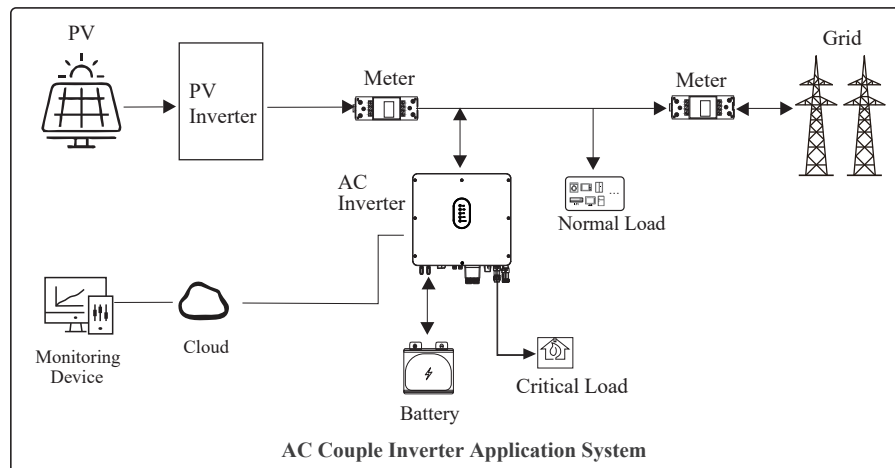 PV
Grid
Meter
Meter
PV
Inverter
AC
Inverter
...
Normal Load
Cloud
Monitoring
Device
Critical Load
Battery
AC Couple Inverter Application System